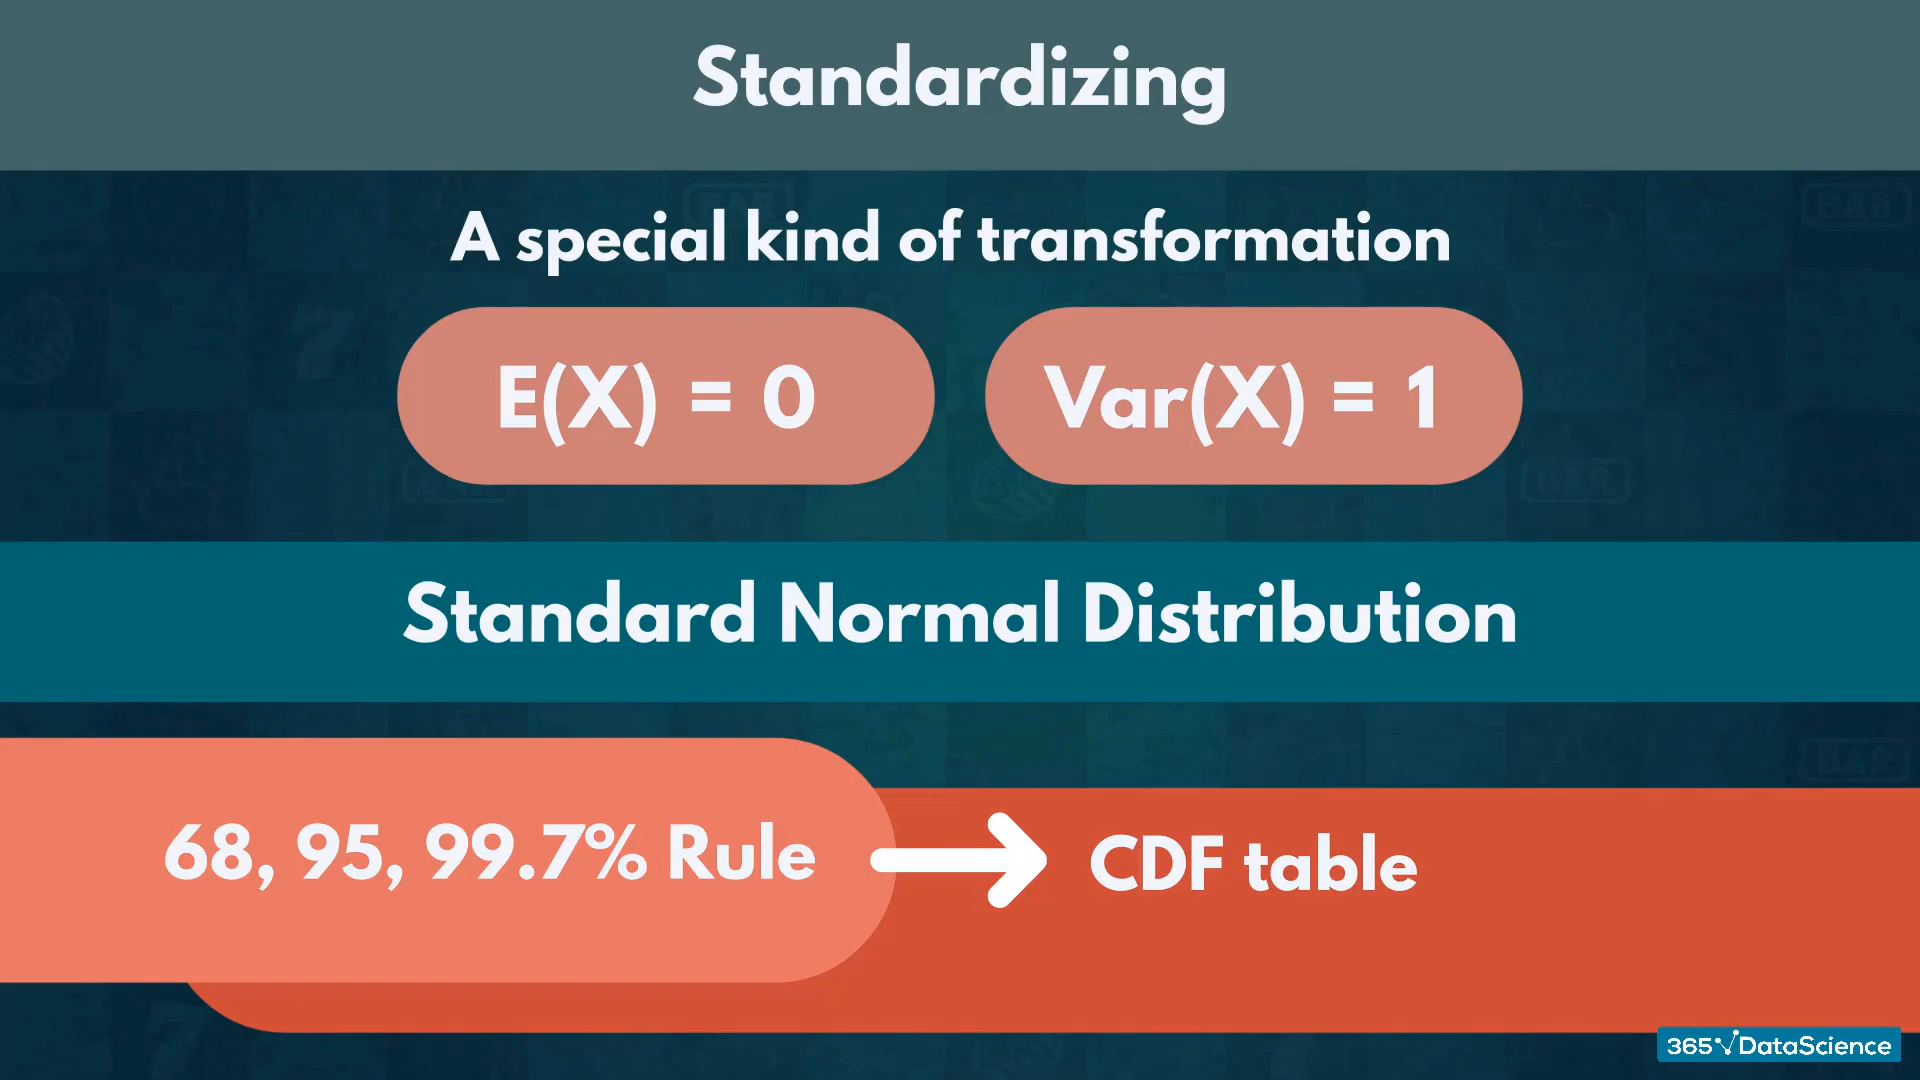 Standardizing
A special kind of transformation
E(X) = 0
Var(X) = 1
Standard Normal Distribution
68, 95, 99.7% Rule
CDF table
365 DataScience